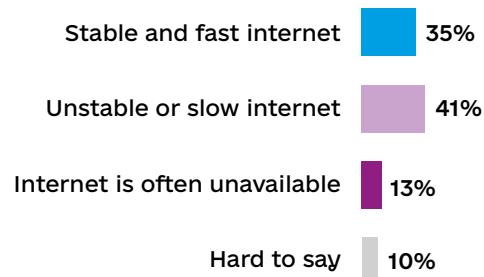 Stable and fast internet 35%
Unstable or slow internet 41%
Internet is often unavailable 13%
Hard to say 10%